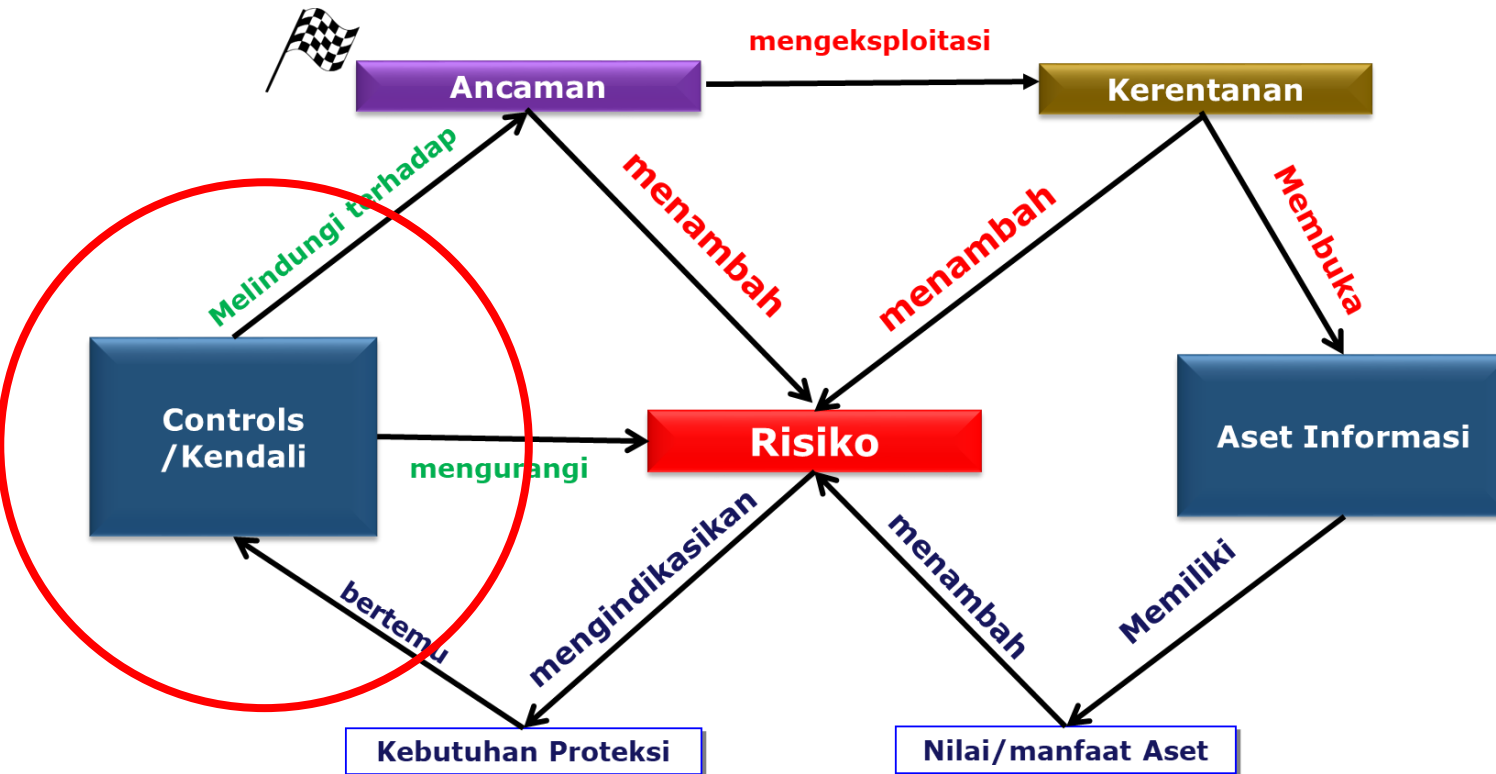 mengeksploitasi
Ancaman
Kerentanan
Melindungi terhadap
menambah
menambah
Membuka
Controls
/Kendali
mengurangi
Risiko
Aset Informasi
bertemu
mengindikasikan
menambah
Memiliki
Kebutuhan Proteksi
Nilai/manfaat Aset